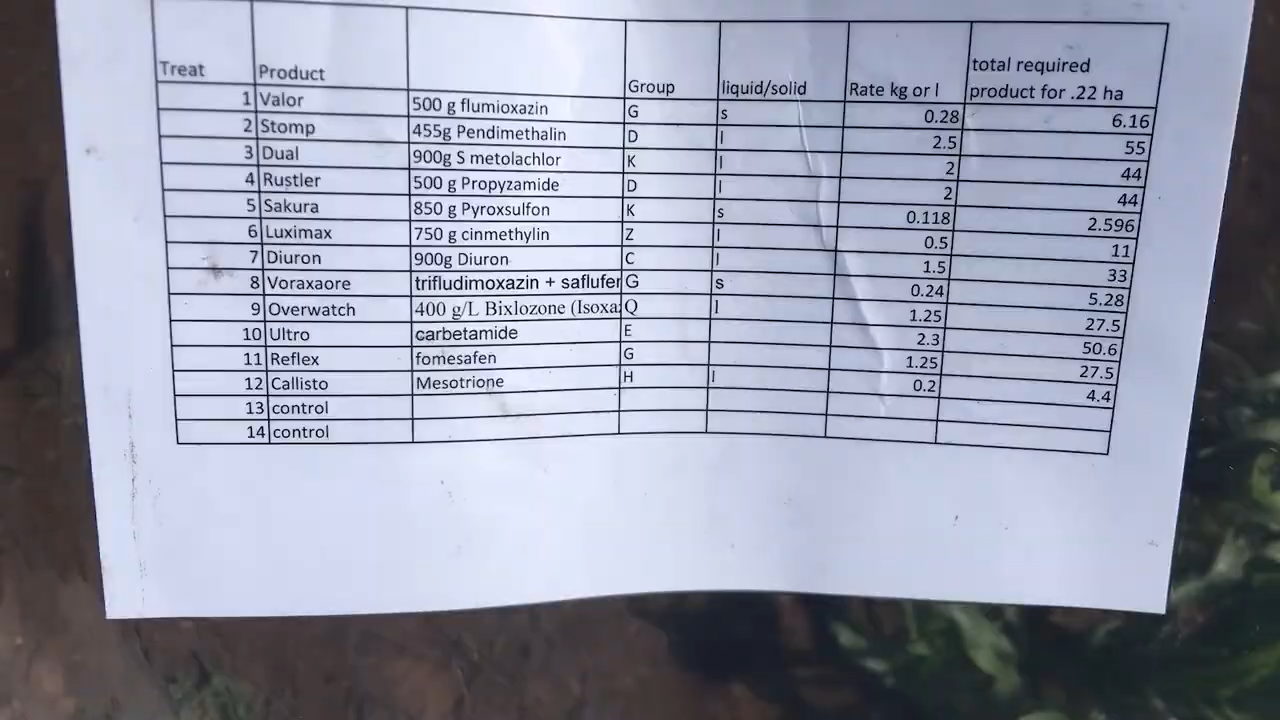 Treat Product Group liquid/solid Rate kg or l total required product for .22 ha
1 Valor 500 g flumioxazin G s 0.28 6.16
2 Stomp 455g Pendimethalin D l 2.5 55
3 Dual 900g S metolachlor K l 2 44
4 Rustler 500 g Propyzamide D l 2 44
5 Sakura 850 g Pyroxsulfon K s 0.118 2.596
6 Luximax 750 g cinmethylin Z l 0.5 11
7 Diuron 900g Diuron C l 1.5 33
8 Voraxaore trifludimoxazin + saflufer G s 0.24 5.28
9 Overwatch 400 g/L Bixlozone (Isoxa Q l 1.25 27.5
10 Ultro carbetamide E 2.3 50.6
11 Reflex fomesafen G 1.25 27.5
12 Callisto Mesotrione H l 0.2 4.4
13 control
14 control